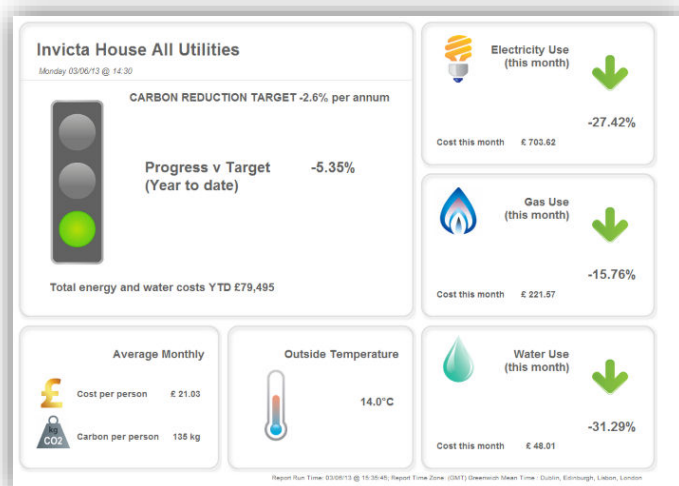 Invicta House All Utilities
Monday 03/06/13 @ 14:30
CARBON REDUCTION TARGET -2.6% per annum
Progress v Target -5.35%
(Year to date)
Total energy and water costs YTD £79,495
Electricity Use
(this month)
-27.42%
Cost this month £ 703.62
Gas Use
(this month)
-15.76%
Cost this month £ 221.57
Average Monthly
Cost per person £ 21.03
kg
CO2
Carbon per person 135 kg
Outside Temperature
14.0°C
Water Use
(this month)
-31.29%
Cost this month £ 48.01
Report Run Time: 03/06/13 @ 15:35:45; Report Time Zone: (GMT) Greenwich Mean Time : Dublin, Edinburgh, Lisbon, London